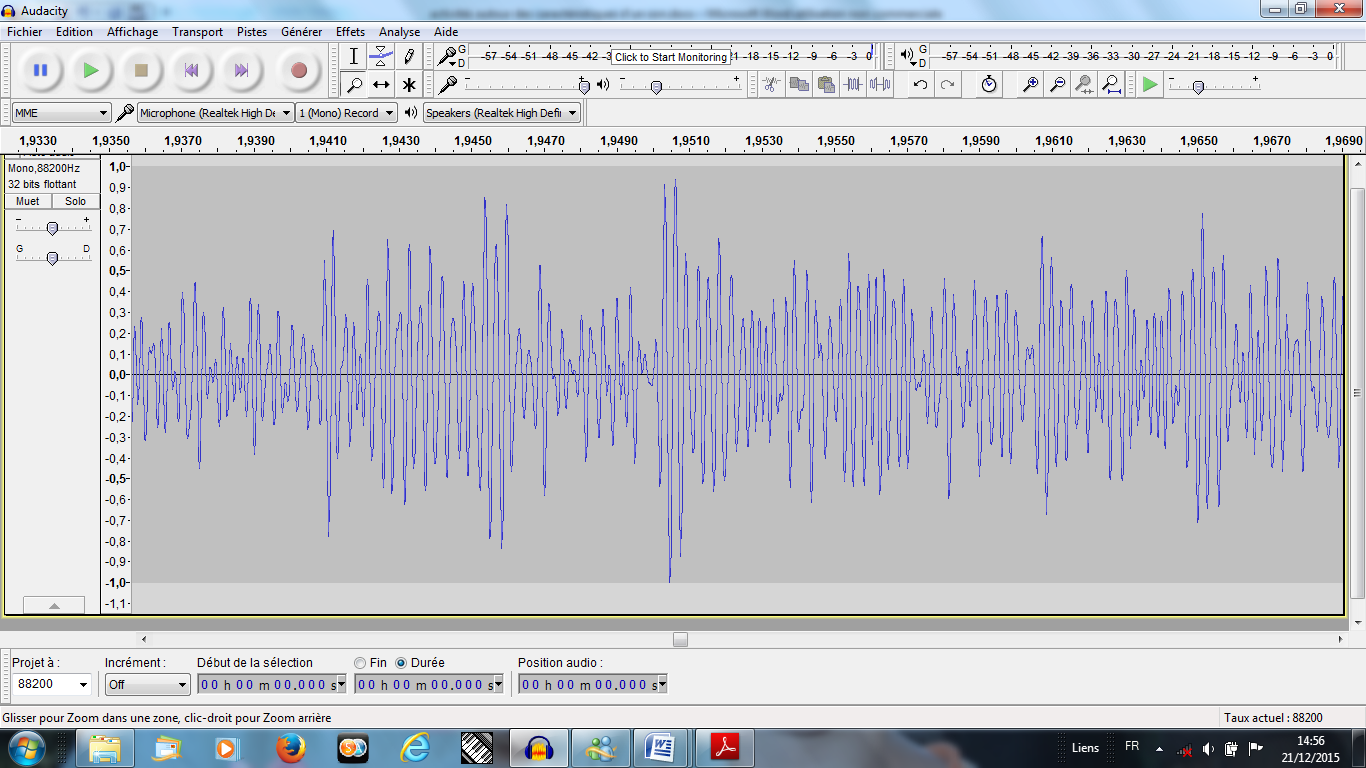 Audacity
Fichier Edition Affichage Transport Pistes Générer Effets Analyse Aide
G D -57 -54 -51 -48 -45 -42 -39 Click to Start Monitoring 21 -18 -15 -12 -9 -6 -3 0 G D -57 -54 -51 -48 -45 -42 -39 -36 -33 -30 -27 -24 -21 -18 -15 -12 -9 -6 -3 0
MME Microphone (Realtek High De 1 (Mono) Record Speakers (Realtek High Defi
1,9330 1,9350 1,9370 1,9390 1,9410 1,9430 1,9450 1,9470 1,9490 1,9510 1,9530 1,9550 1,9570 1,9590 1,9610 1,9630 1,9650 1,9670 1,9690
Mono,88200Hz
32 bits flottant
Muet Solo
- +
G D
1,0
0,9
0,8
0,7
0,6
0,5
0,4
0,3
0,2
0,1
0,0
-0,1
-0,2
-0,3
-0,4
-0,5
-0,6
-0,7
-0,8
-0,9
-1,0
-1,1
Projet à : Incrément : Début de la sélection Fin Durée Position audio :
88200 Off 00 h 00 m 00.000 s 00 h 00 m 00.000 s 00 h 00 m 00.000 s
Glisser pour Zoom dans une zone, clic-droit pour Zoom arrière Taux actuel : 88200
Liens FR 14:56
21/12/2015